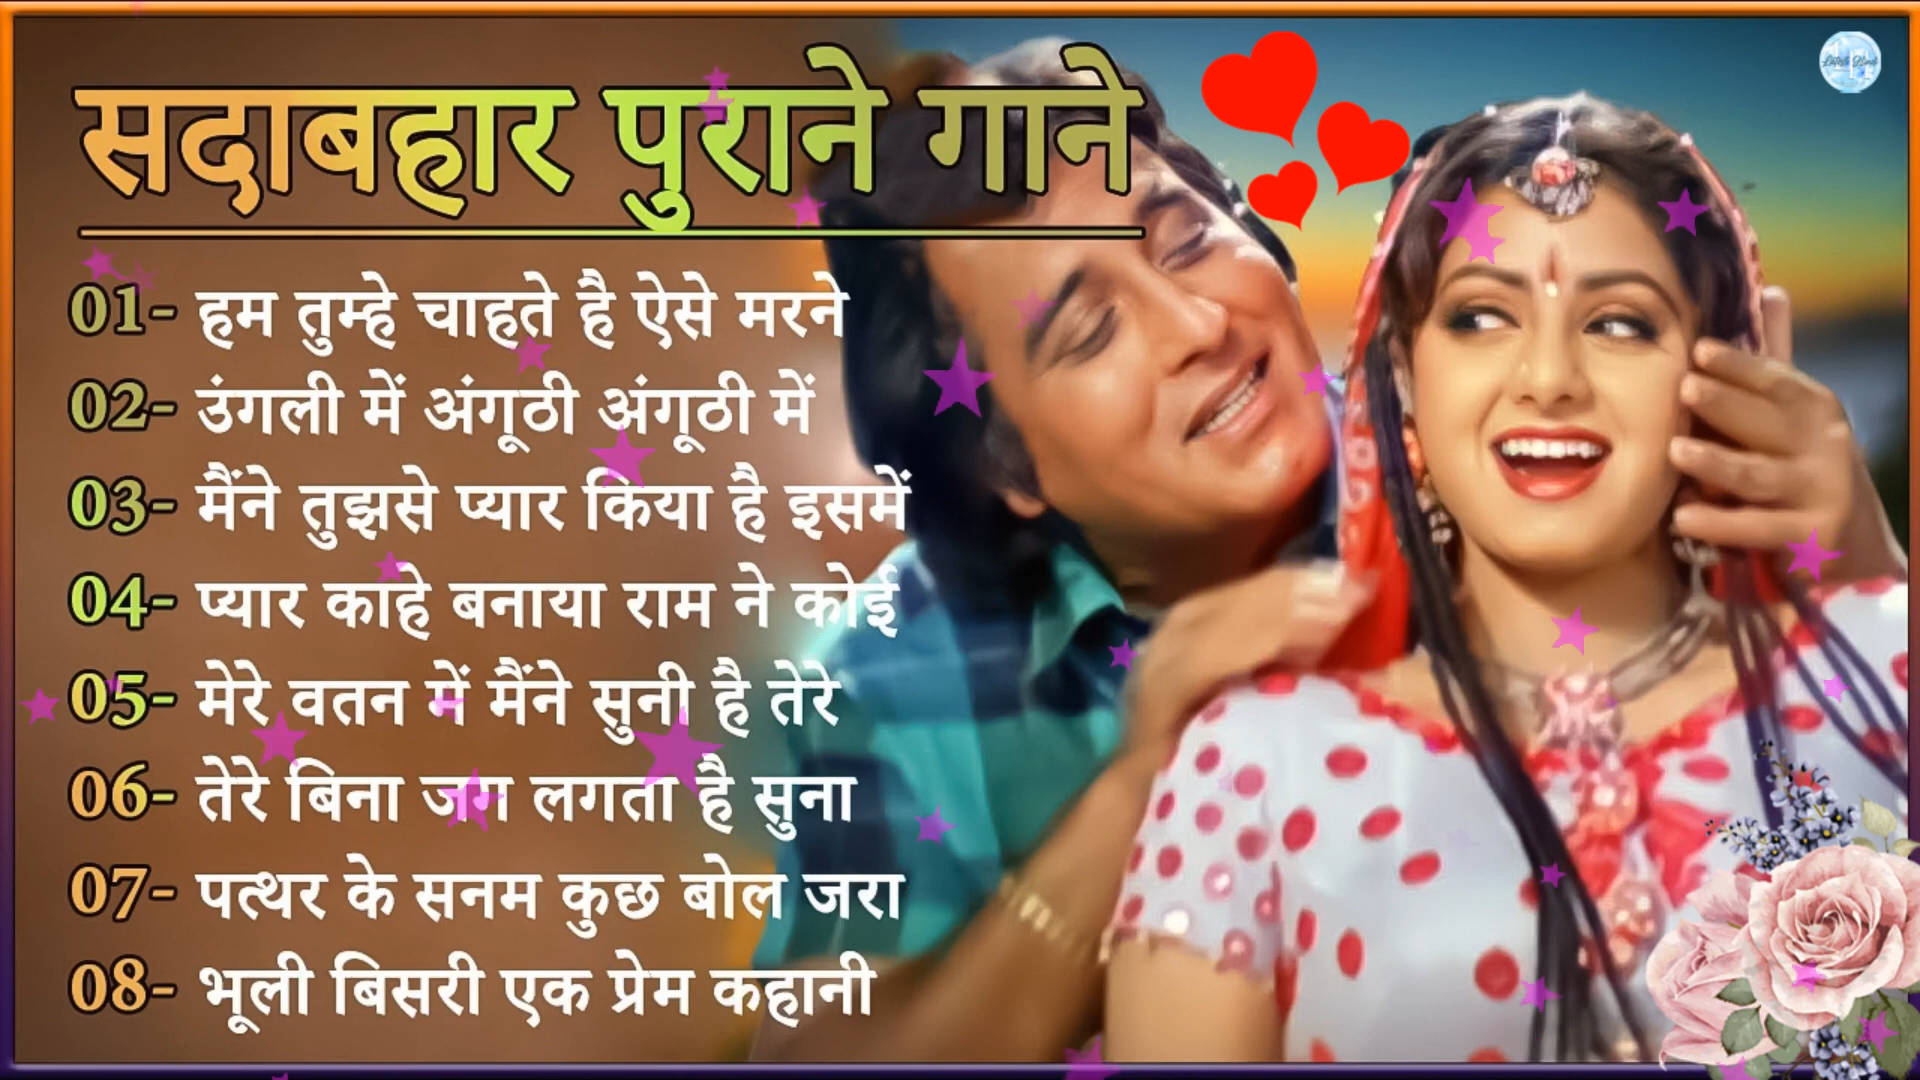 सदाबहार पुराने गाने
01- हम तुम्हे चाहते है ऐसे मरने
02- उंगली में अंगूठी अंगूठी में
03- मैंने तुझसे प्यार किया है इसमें
04- प्यार काहे बनाया राम ने कोई
05- मेरे वतन में मैंने सुनी है तेरे
06- तेरे बिना जग लगता है सुना
07- पत्थर के सनम कुछ बोल जरा
08- भूली बिसरी एक प्रेम कहानी